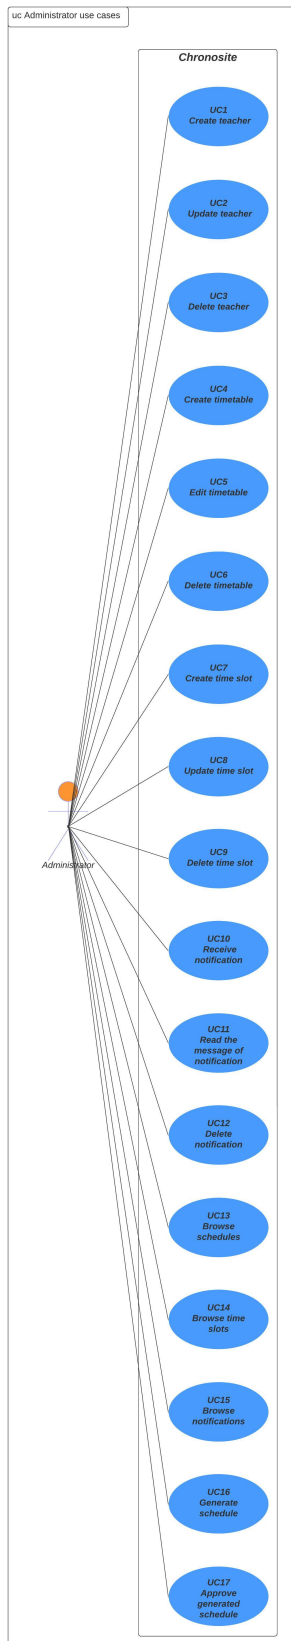 uc Administrator use cases
Chronosite
UC1
Create teacher
UC2
Update teacher
UC3
Delete teacher
UC4
Create timetable
UC5
Edit timetable
UC6
Delete timetable
UC7
Create time slot
UC8
Update time slot
Administrator
UC9
Delete time slot
UC10
Receive
notification
UC11
Read the
message of
notification
UC12
Delete
notification
UC13
Browse
schedules
UC14
Browse time
slots
UC15
Browse
notifications
UC16
Generate
schedule
UC17
Approve
generated
schedule